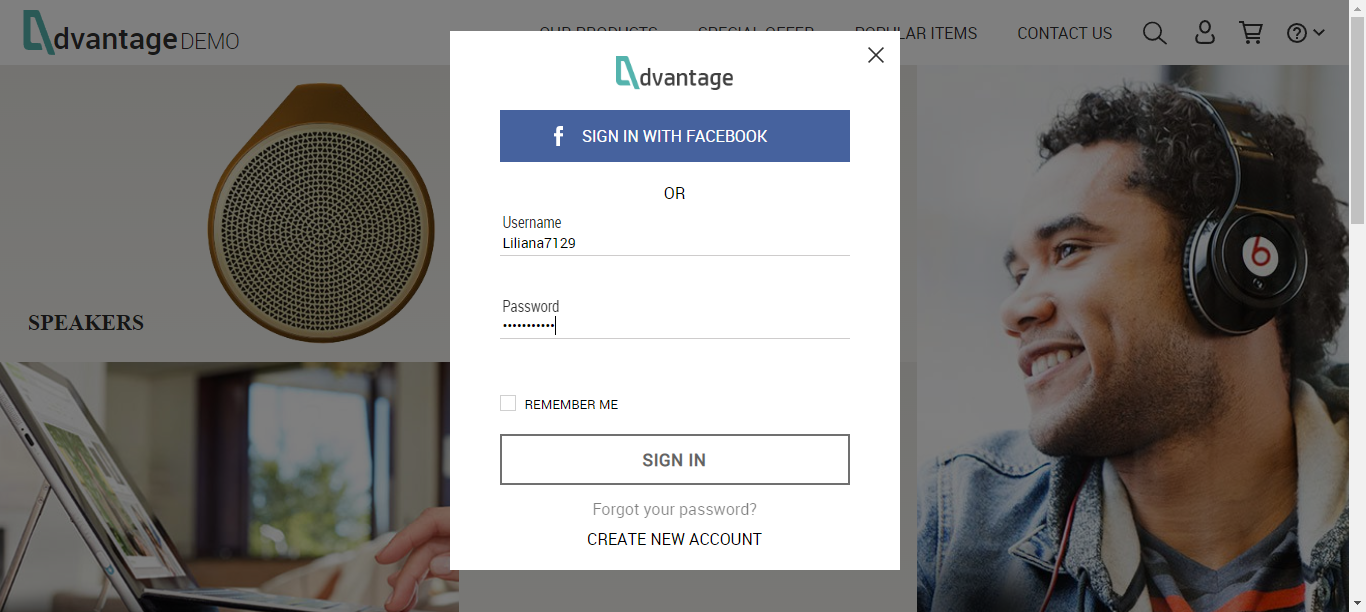 dvantage DEMO
OUR PRODUCTS SPECIAL OFFER POPULAR ITEMS CONTACT US
dvantage
SIGN IN WITH FACEBOOK
OR
Username
Liliana7129
Password
•••••••••••
REMEMBER ME
SIGN IN
Forgot your password?
CREATE NEW ACCOUNT
SPEAKERS